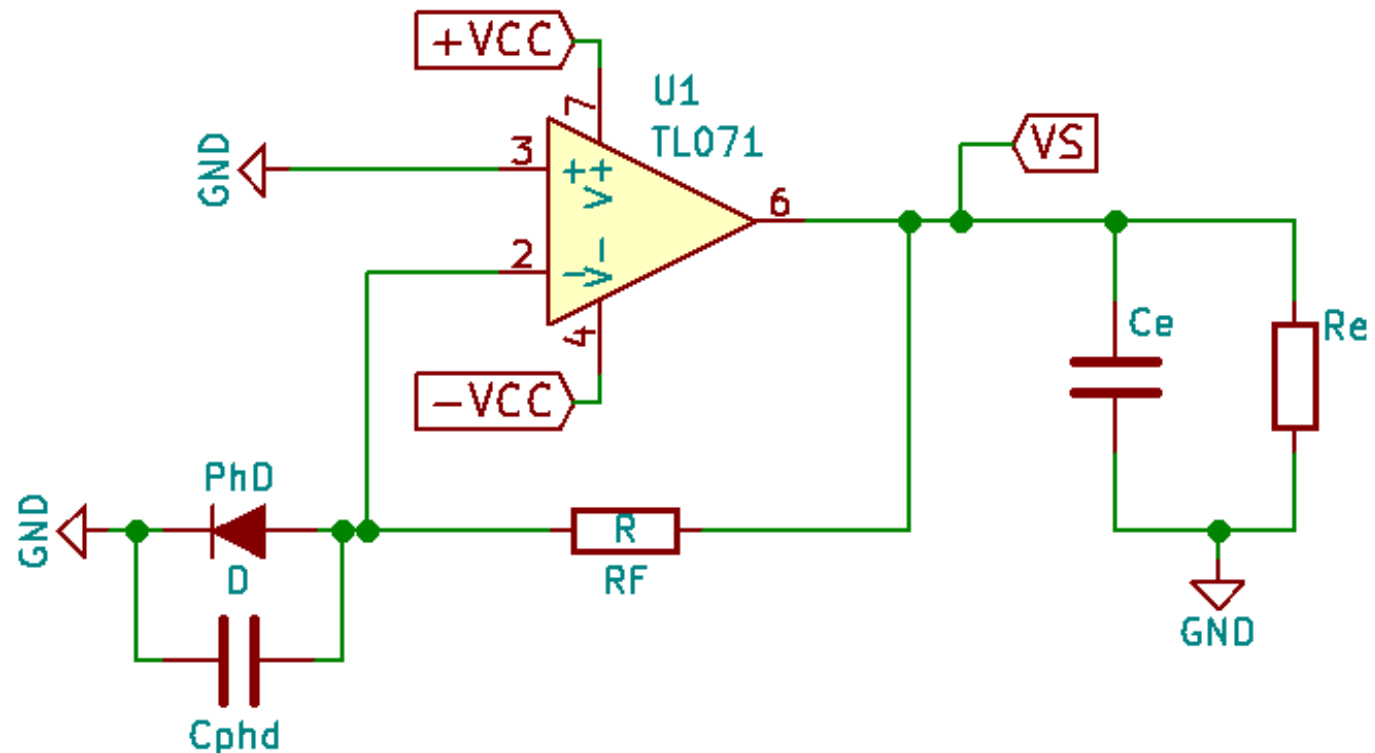 +VCC
7
U1
TL071
VS
GND
3
+
V+
6
2
-
V-
4
Ce
Re
-VCC
PhD
GND
D
R
RF
GND
Cphd